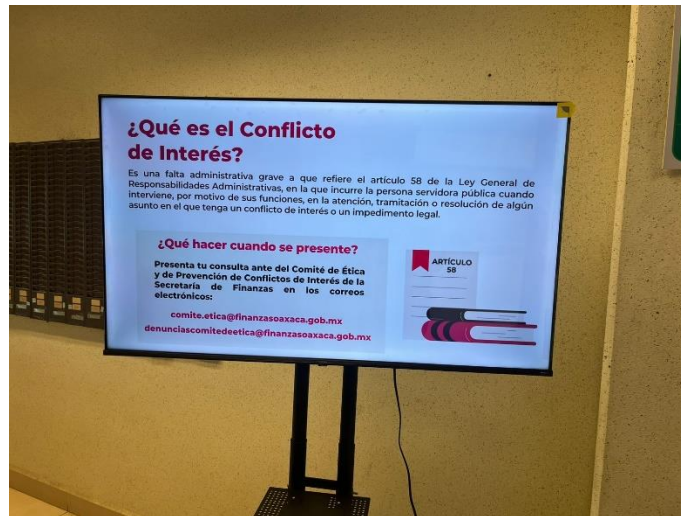 ¿Qué es el Conflicto
de Interés?
Es una falta administrativa grave a que refiere el artículo 58 de la Ley General de
Responsabilidades Administrativas, en la que incurre la persona servidora pública cuando
interviene, por motivo de sus funciones, en la atención, tramitación o resolución de algún
asunto en el que tenga un conflicto de interés o un impedimento legal.
¿Qué hacer cuando se presente?
Presenta tu consulta ante del Comité de Ética
y de Prevención de Conflictos de Interés de la
Secretaría de Finanzas en los correos
electrónicos:
comite.etica@finanzasoaxaca.gob.mx
denunciascomitedeetica@finanzasoaxaca.gob.mx
ARTÍCULO
58